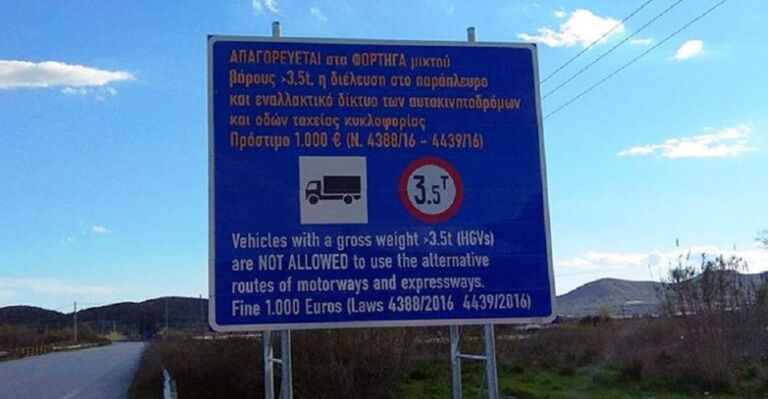 ΑΠΑΓΟΡΕΥΕΤΑΙ στα ΦΟΡΤΗΓΑ μικτού
βάρους >3.5t, η διέλευση στο παράπλευρο
και εναλλακτικό δίκτυο των αυτοκινητοδρόμων
και οδών ταχείας κυκλοφορίας
Πρόστιμο 1.000 € (Ν. 4388/16 - 4439/16)
3.5T
Vehicles with a gross weight >3.5t (HGVs)
are NOT ALLOWED to use the alternative
routes of motorways and expressways.
Fine 1.000 Euros (Laws 4388/2016 4439/2016)